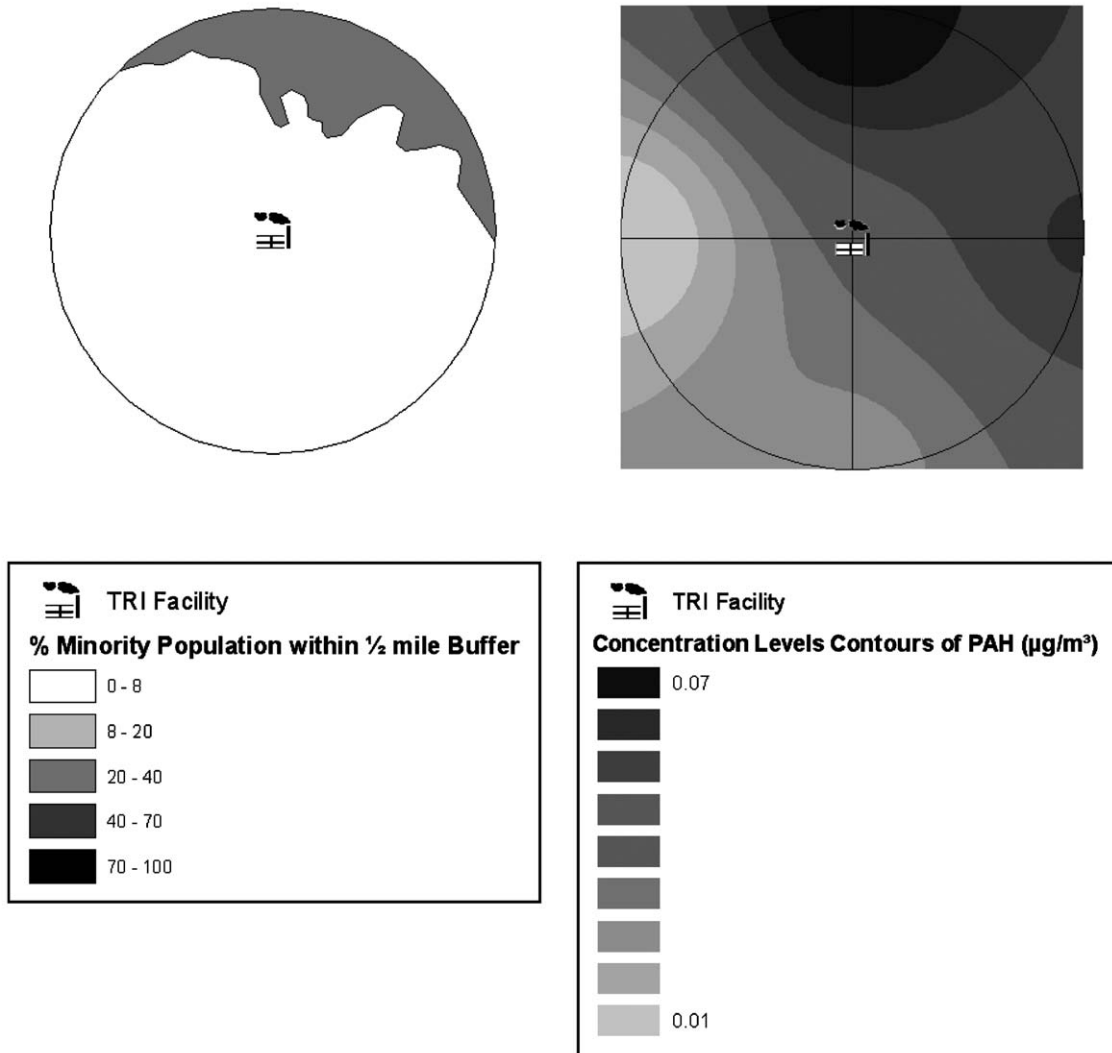 TRI Facility
% Minority Population within ½ mile Buffer
0 - 8
8 - 20
20 - 40
40 - 70
70 - 100
TRI Facility
Concentration Levels Contours of PAH (µg/m³)
0.07
0.01